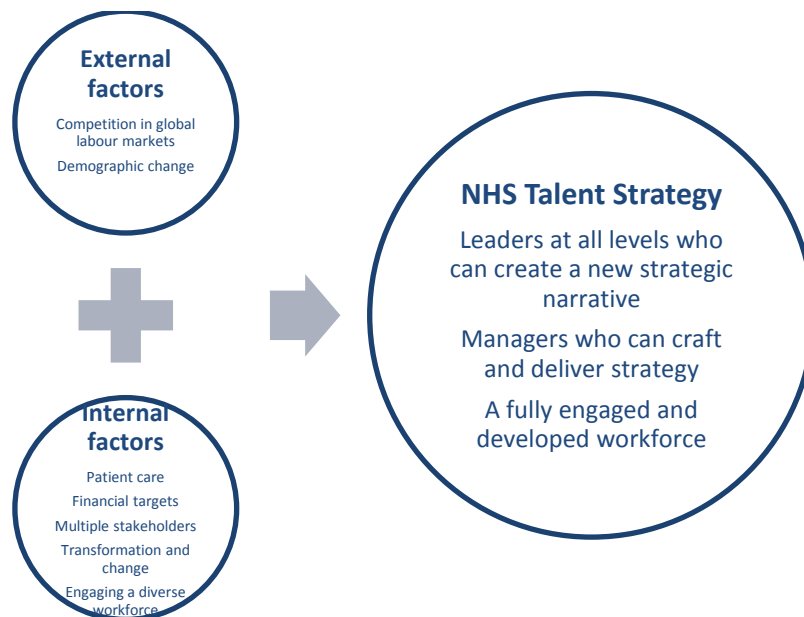 External
factors
Competition in global
labour markets
Demographic change
Internal
factors
Patient care
Financial targets
Multiple stakeholders
Transformation and
change
Engaging a diverse
workforce
NHS Talent Strategy
Leaders at all levels who
can create a new strategic
narrative
Managers who can craft
and deliver strategy
A fully engaged and
developed workforce